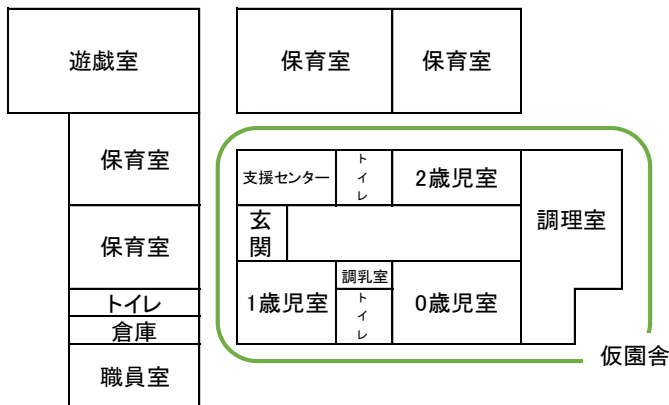 遊戯室
保育室
保育室
保育室
支援センター
トイレ
2歳児室
調理室
玄関
保育室
調乳室
1歳児室
トイレ
0歳児室
トイレ
倉庫
仮園舎
職員室